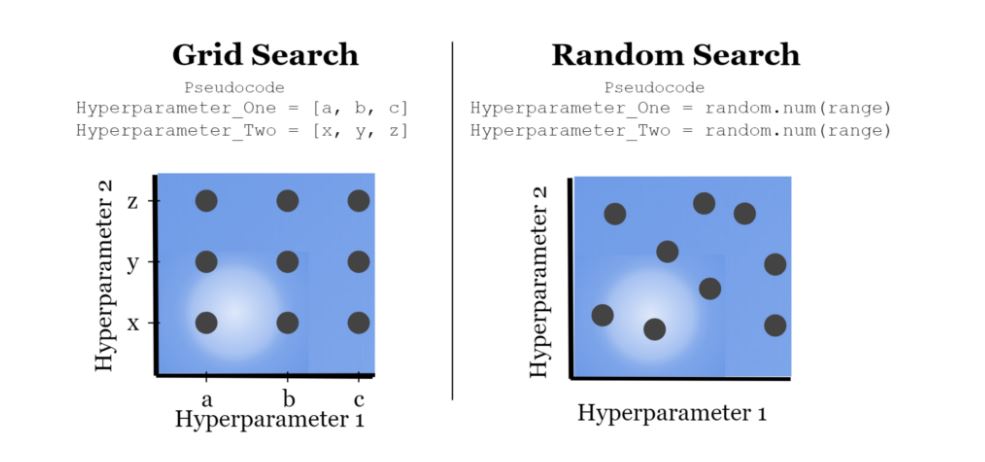 Grid Search
Pseudocode
Hyperparameter_One = [a, b, c]
Hyperparameter_Two = [x, y, z]
Hyperparameter 2
z
y
x
a b c
Hyperparameter 1
Random Search
Pseudocode
Hyperparameter_One = random.num(range)
Hyperparameter_Two = random.num(range)
Hyperparameter 2
Hyperparameter 1